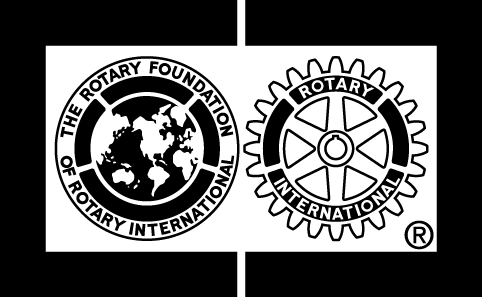 THE ROTARY FOUNDATION
OF ROTARY INTERNATIONAL
ROTARY
INTERNATIONAL
®